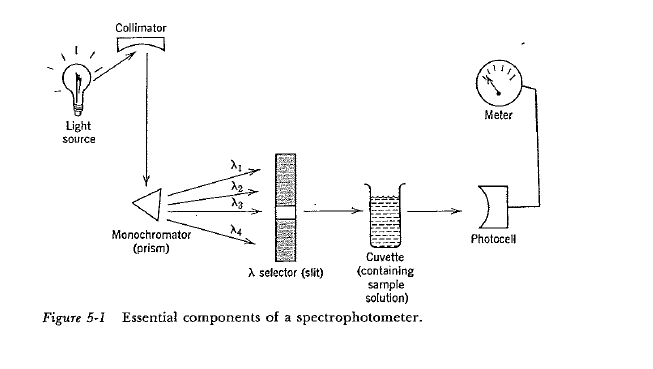 Collimator
Light
source
Meter
λ1
λ2
λ3
λ4
Monochromator
(prism)
λ selector (slit)
Cuvette
(containing
sample
solution)
Photocell
Figure 5-1 Essential components of a spectrophotometer.